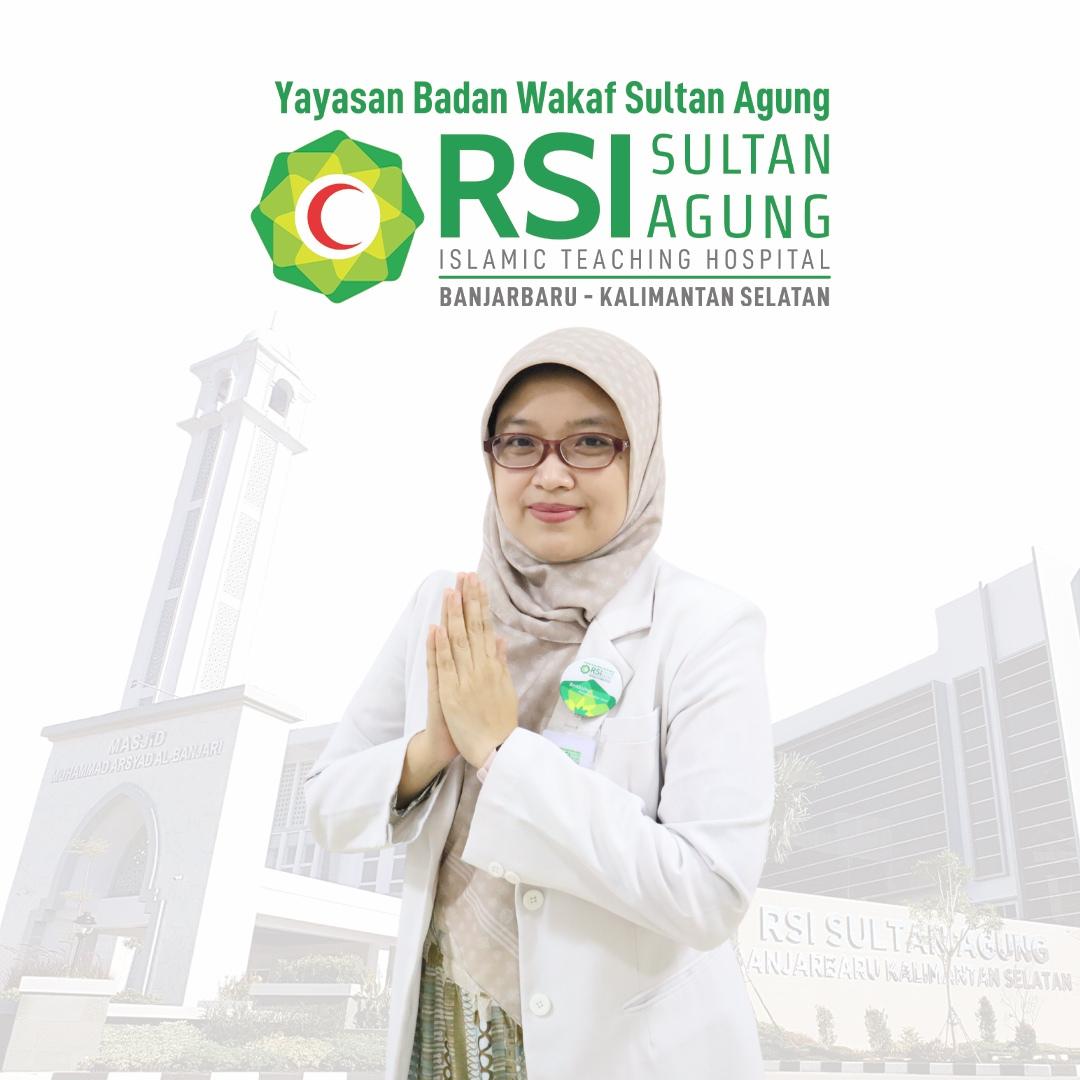 Yayasan Badan Wakaf Sultan Agung
RSI SULTAN AGUNG
ISLAMIC TEACHING HOSPITAL
BANJARBARU - KALIMANTAN SELATAN
MASJID
MUHAMMAD ARSYAD AL-BANJARI
RSI
RSI SULTAN AGUNG
BANJARBARU KALIMANTAN SELATAN